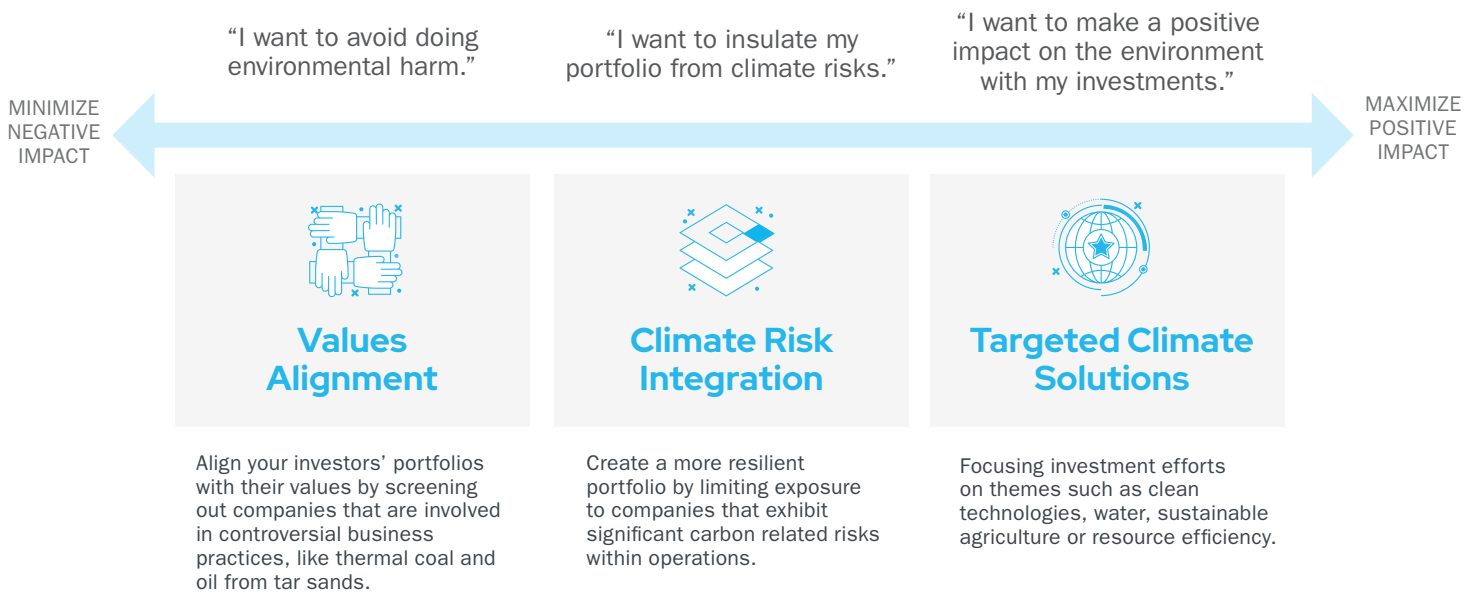 “I want to avoid doing
environmental harm.”
“I want to insulate my
portfolio from climate risks.”
“I want to make a positive
impact on the environment
with my investments.”
MINIMIZE
NEGATIVE
IMPACT
MAXIMIZE
POSITIVE
IMPACT
Values
Alignment
Align your investors’ portfolios
with their values by screening
out companies that are involved
in controversial business
practices, like thermal coal and
oil from tar sands.
Climate Risk
Integration
Create a more resilient
portfolio by limiting exposure
to companies that exhibit
significant carbon related risks
within operations.
Targeted Climate
Solutions
Focusing investment efforts
on themes such as clean
technologies, water, sustainable
agriculture or resource efficiency.